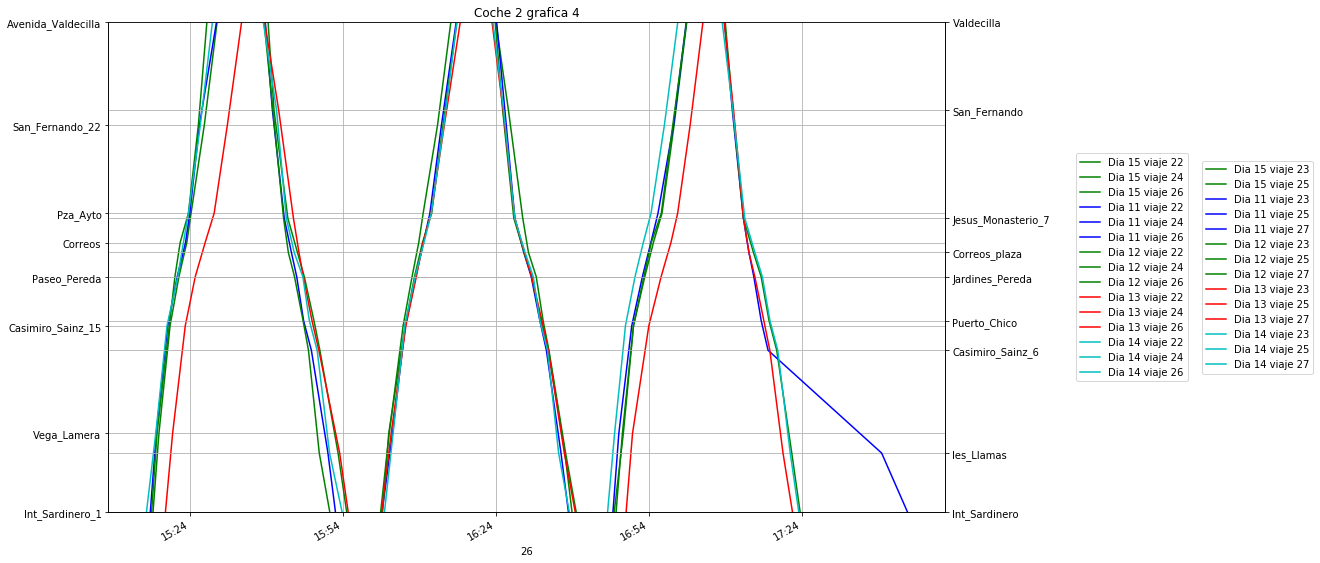 Coche 2 grafica 4
Avenida_Valdecilla
San_Fernando_22
Pza_Ayto
Correos
Paseo_Pereda
Casimiro_Sainz_15
Vega_Lamera
Int_Sardinero_1
Valdecilla
San_Fernando
Jesus_Monasterio_7
Correos_plaza
Jardines_Pereda
Puerto_Chico
Casimiro_Sainz_6
Ies_Llamas
Int_Sardinero
15:24
15:54
16:24
16:54
17:24
26
Dia 15 viaje 22
Dia 15 viaje 24
Dia 15 viaje 26
Dia 11 viaje 22
Dia 11 viaje 24
Dia 11 viaje 26
Dia 12 viaje 22
Dia 12 viaje 24
Dia 12 viaje 26
Dia 13 viaje 22
Dia 13 viaje 24
Dia 13 viaje 26
Dia 14 viaje 22
Dia 14 viaje 24
Dia 14 viaje 26
Dia 15 viaje 23
Dia 15 viaje 25
Dia 11 viaje 23
Dia 11 viaje 25
Dia 11 viaje 27
Dia 12 viaje 23
Dia 12 viaje 25
Dia 12 viaje 27
Dia 13 viaje 23
Dia 13 viaje 25
Dia 13 viaje 27
Dia 14 viaje 23
Dia 14 viaje 25
Dia 14 viaje 27